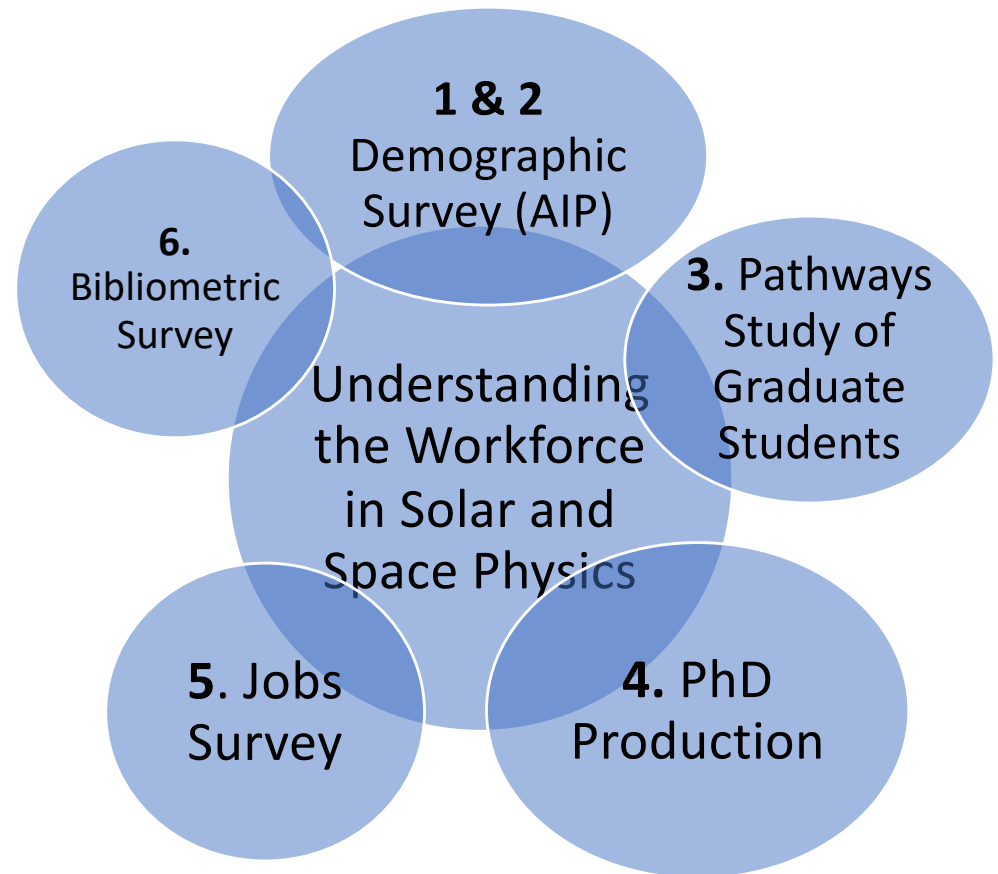 1 & 2
Demographic
Survey (AIP)
6.
Bibliometric
Survey
3. Pathways
Study of
Graduate
Students
Understanding
the Workforce
in Solar and
Space Physics
5. Jobs
Survey
4. PhD
Production